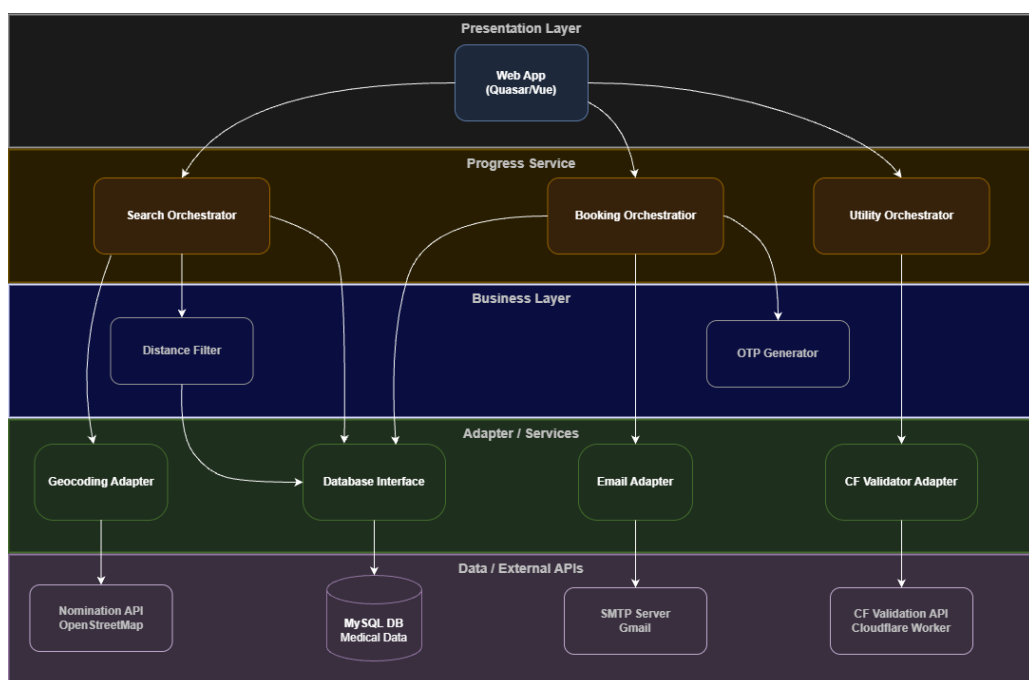 Presentation Layer
Web App
(Quasar/Vue)
Progress Service
Search Orchestrator
Booking Orchestratior
Utility Orchestrator
Business Layer
Distance Filter
OTP Generator
Adapter / Services
Geocoding Adapter
Database Interface
Email Adapter
CF Validator Adapter
Data / External APIs
Nomination API
OpenStreetMap
MySQL DB
Medical Data
SMTP Server
Gmail
CF Validation API
Cloudflare Worker